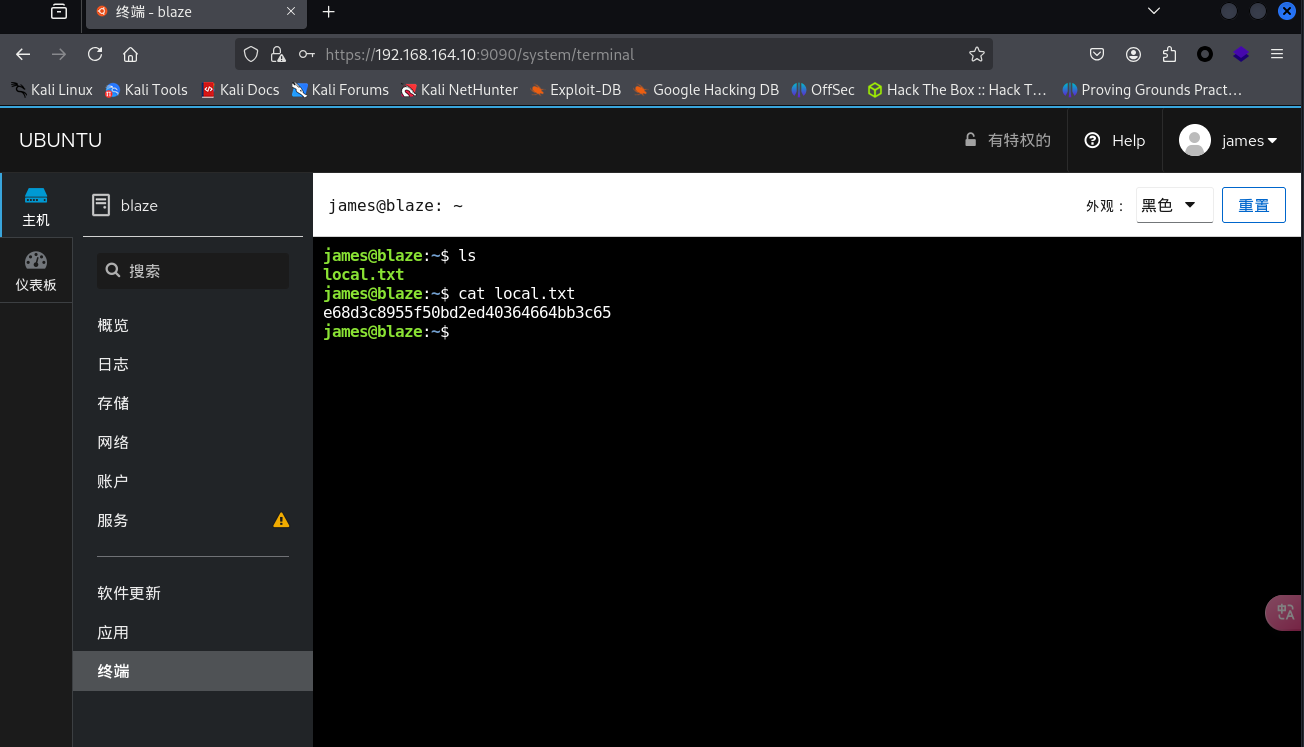 终端 - blaze
https://192.168.164.10:9090/system/terminal
Kali Linux Kali Tools Kali Docs Kali Forums Kali NetHunter Exploit-DB Google Hacking DB OffSec Hack The Box :: Hack T… Proving Grounds Pract…
UBUNTU
有特权的
Help
james
主机
仪表板
blaze
搜索
概览
日志
存储
网络
账户
服务
软件更新
应用
终端
james@blaze: ~
外观：
黑色
重置
james@blaze:~$ ls
local.txt
james@blaze:~$ cat local.txt
e68d3c8955f50bd2ed40364664bb3c65
james@blaze:~$
中A